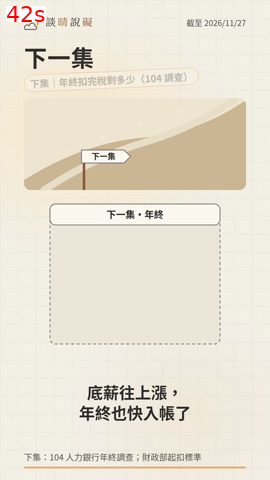 42s
談晴說礙
截至 2026/11/27
下一集
下集｜年終扣完稅剩多少（104 調查）
下一集
下一集・年終
底薪往上漲，
年終也快入帳了
下集：104 人力銀行年終調查；財政部起扣標準